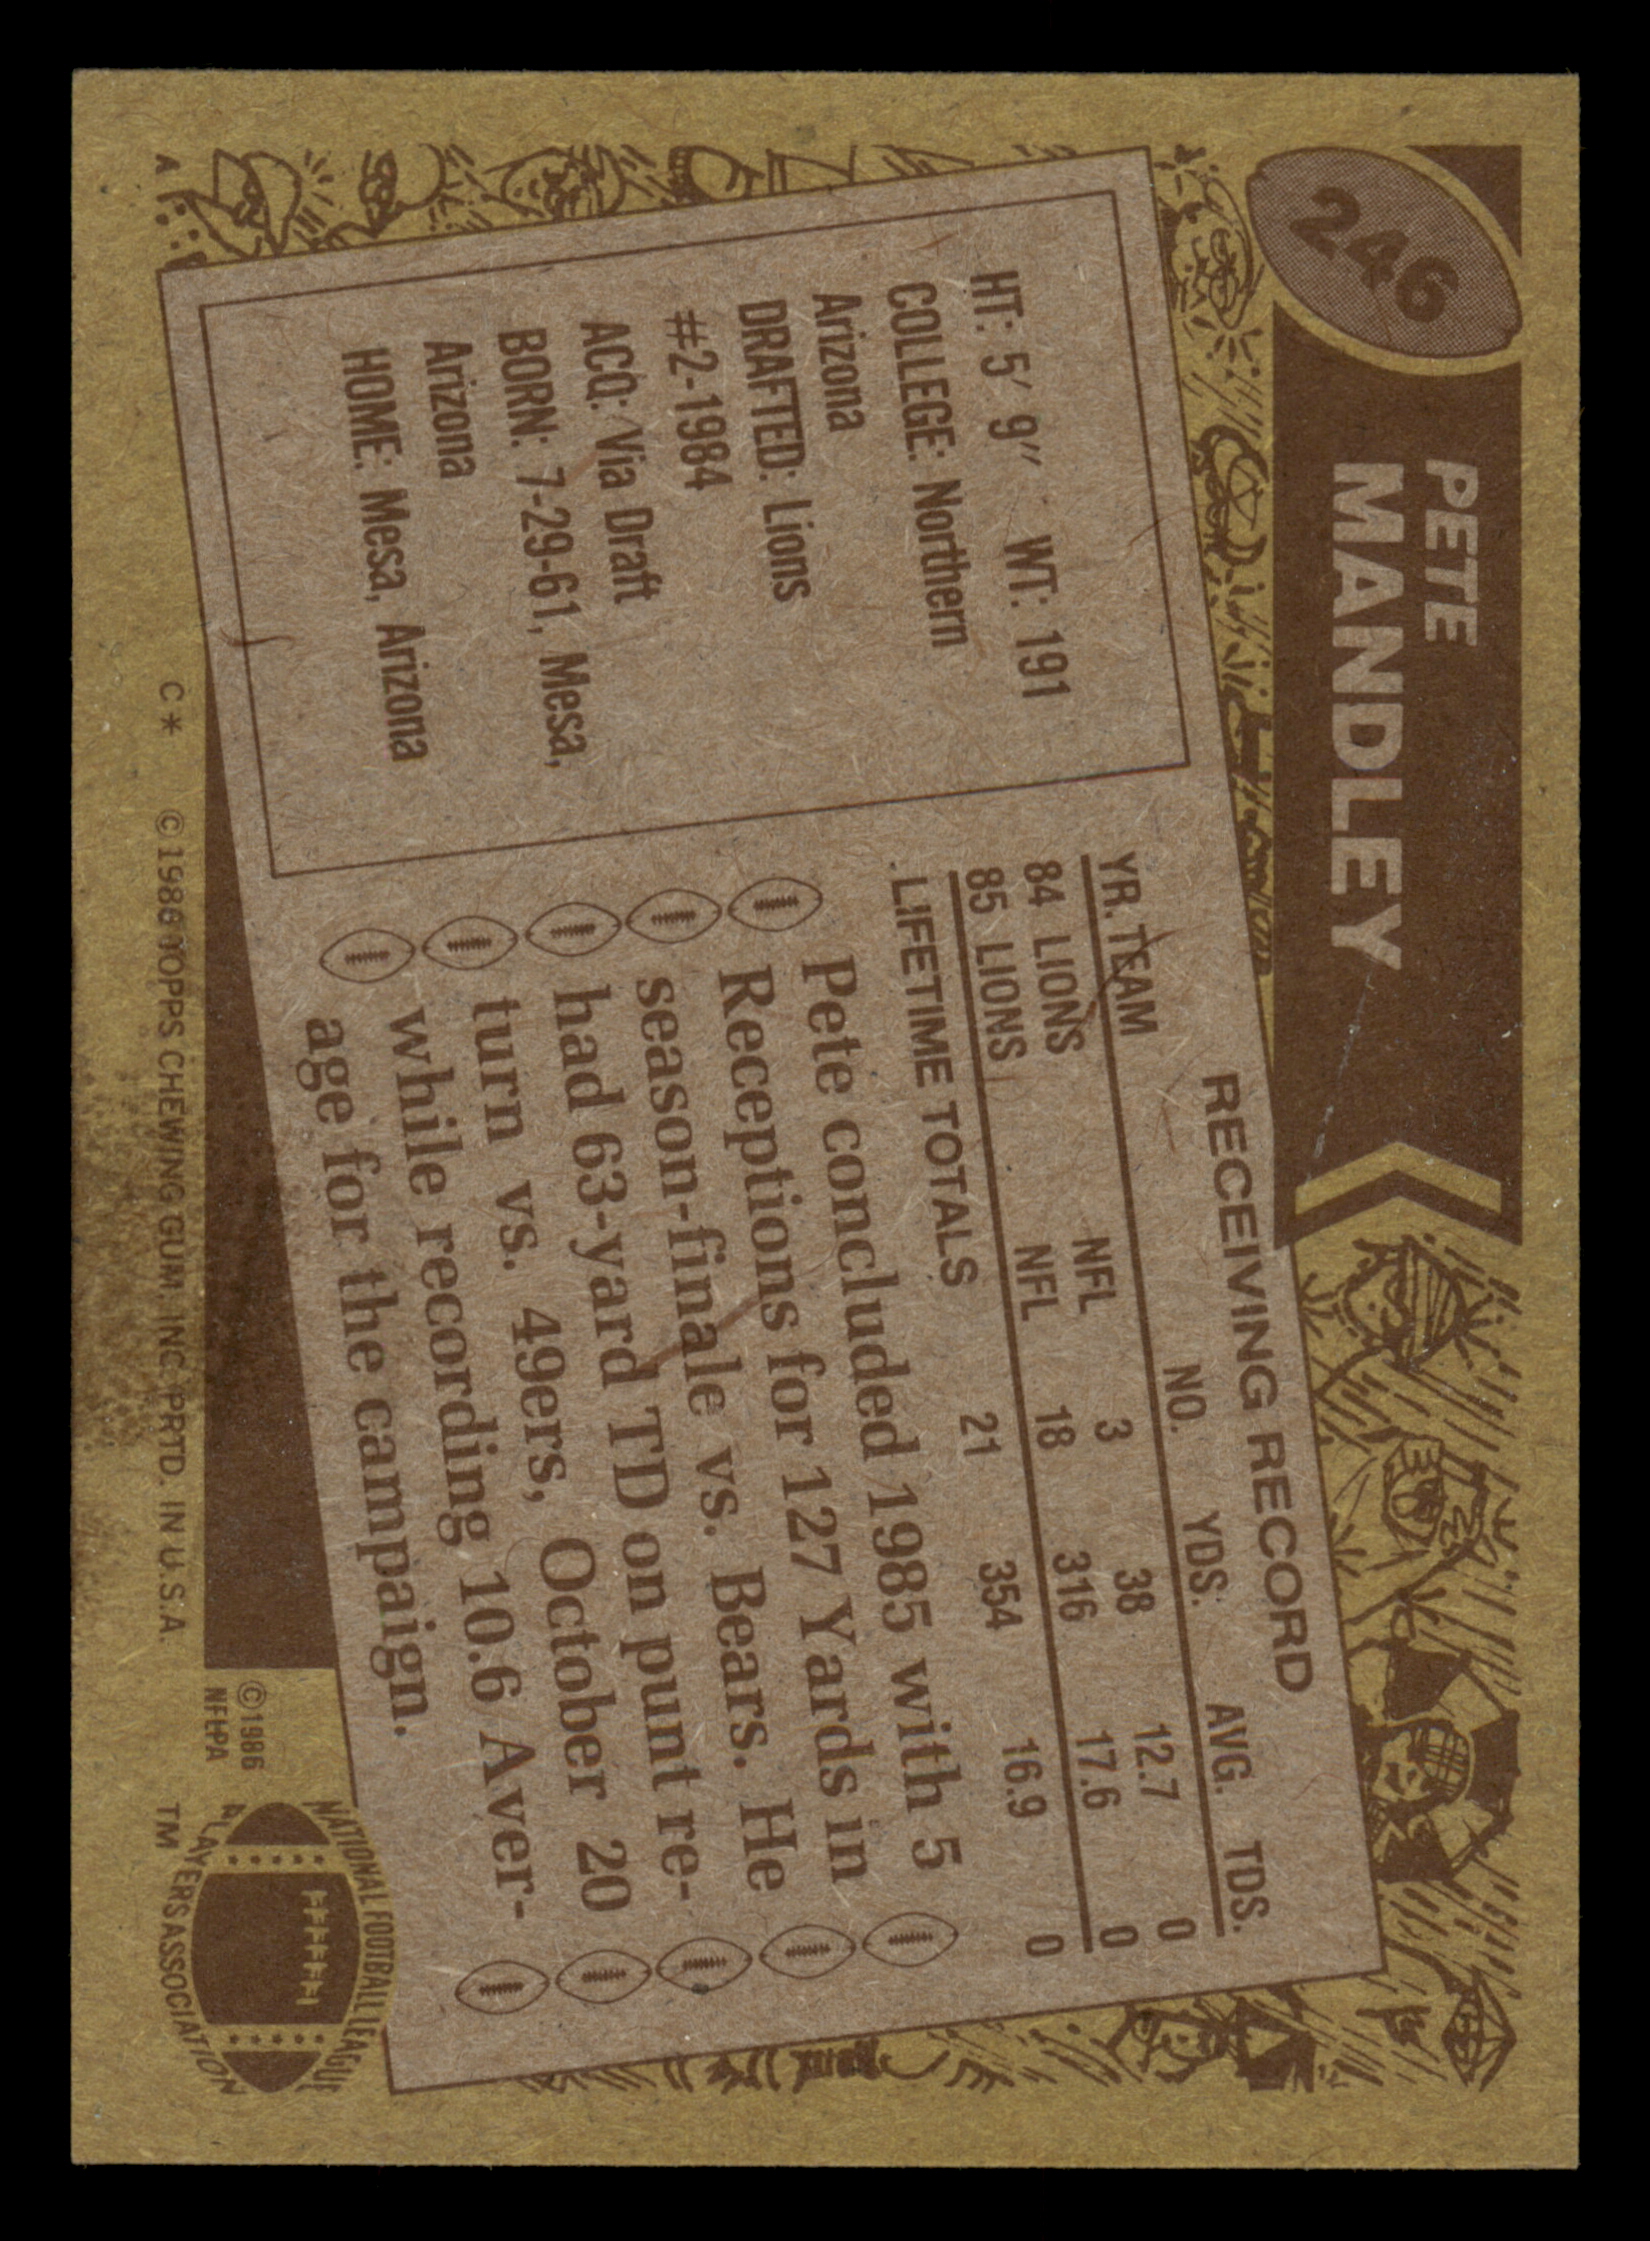 246
PETE
MANDLEY
HT: 5' 9" WT: 191
COLLEGE: Northern
Arizona
DRAFTED: Lions
#2-1984
ACQ: Via Draft
BORN: 7-29-61, Mesa,
Arizona
HOME: Mesa, Arizona
RECEIVING RECORD
YR. TEAM NO. YDS. AVG. TDS.
84 LIONS NFL 3 38 12.7 0
85 LIONS NFL 18 316 17.6 0
LIFETIME TOTALS 21 354 16.9 0
Pete concluded 1985 with 5
Receptions for 127 Yards in
season-finale vs. Bears. He
had 63-yard TD on punt re-
turn vs. 49ers, October 20
while recording 10.6 Aver-
age for the campaign.
©1986
NFLPA
NATIONAL FOOTBALL LEAGUE
PLAYERS ASSOCIATION
TM
A
C* ©1986 TOPPS CHEWING GUM, INC. PRTD. IN U.S.A.